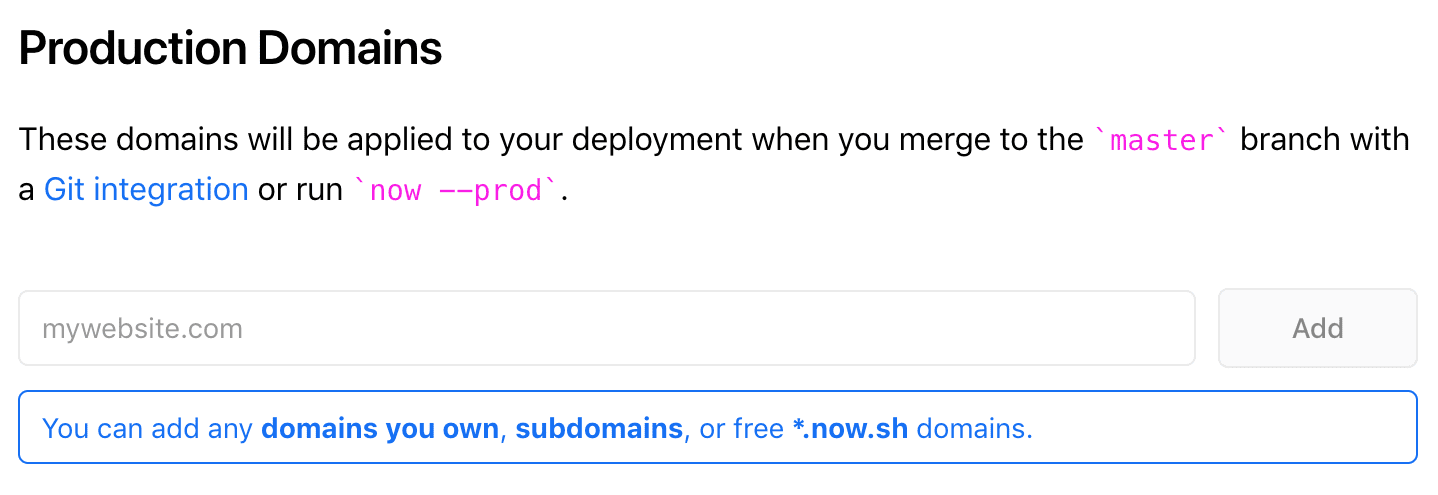 Production Domains
These domains will be applied to your deployment when you merge to the `master` branch with
a Git integration or run `now --prod`.
mywebsite.com
Add
You can add any domains you own, subdomains, or free *.now.sh domains.